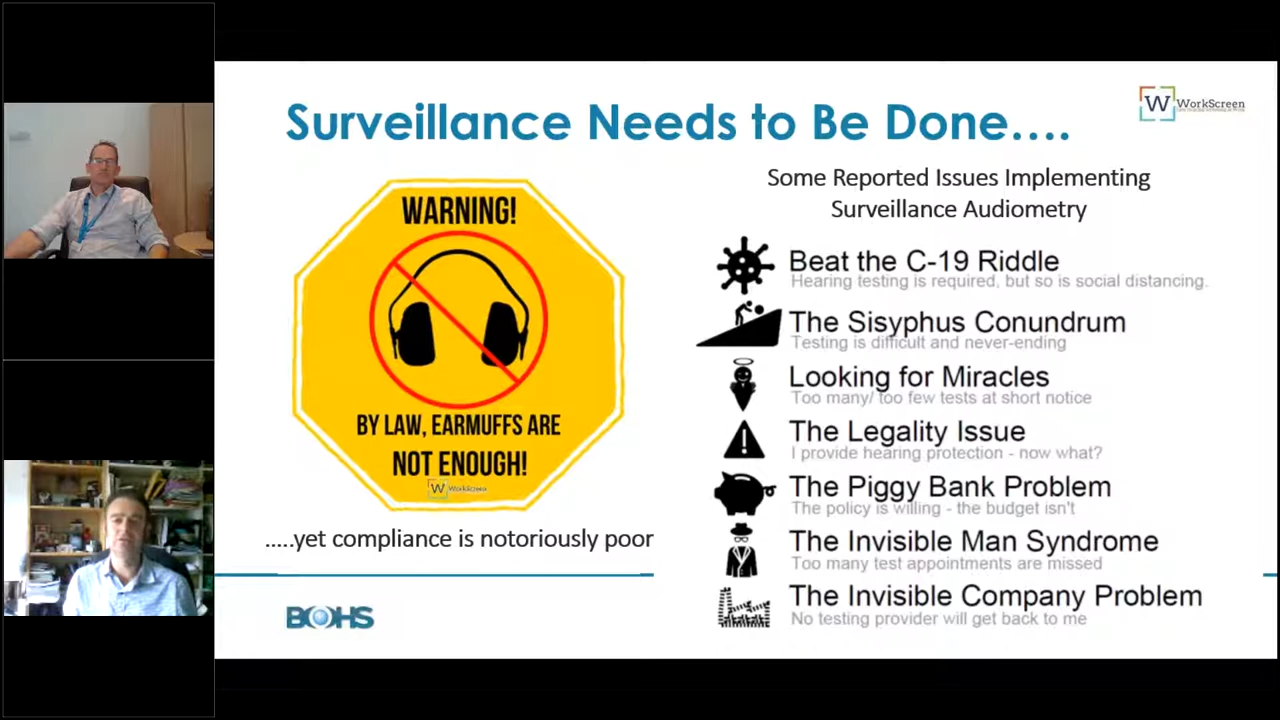 Surveillance Needs to Be Done....
W WorkScreen
WARNING!
BY LAW, EARMUFFS ARE
NOT ENOUGH!
W WorkScreen
.....yet compliance is notoriously poor
BOHS
Some Reported Issues Implementing
Surveillance Audiometry
Beat the C-19 Riddle
Hearing testing is required, but so is social distancing.
The Sisyphus Conundrum
Testing is difficult and never-ending
Looking for Miracles
Too many/ too few tests at short notice
The Legality Issue
I provide hearing protection - now what?
The Piggy Bank Problem
The policy is willing - the budget isn't
The Invisible Man Syndrome
Too many test appointments are missed
The Invisible Company Problem
No testing provider will get back to me